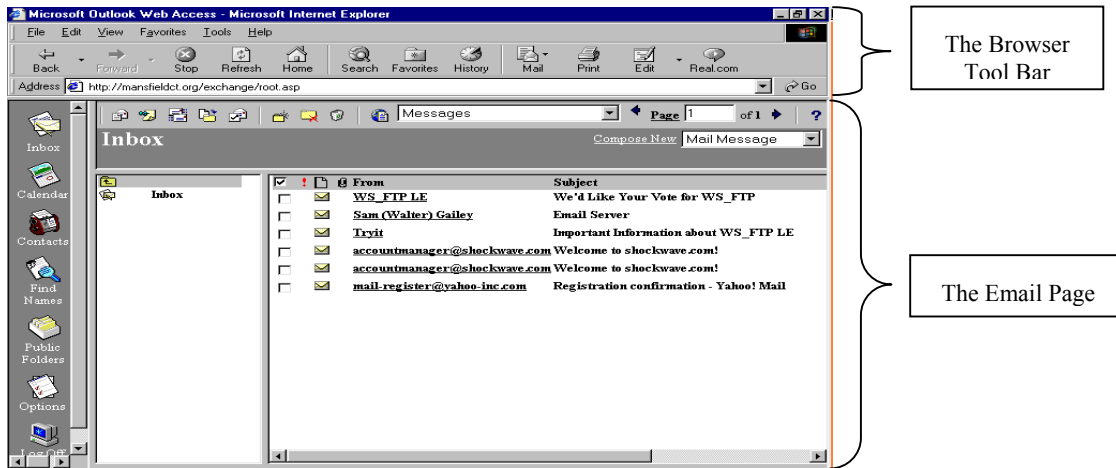 Microsoft Outlook Web Access - Microsoft Internet Explorer
File Edit View Favorites Tools Help
Back Forward Stop Refresh Home Search Favorites History Mail Print Edit Real.com
Address http://mansfieldct.org/exchange/root.asp Go
The Browser
Tool Bar
Messages Page 1 of 1 ?
Inbox
Compose New Mail Message
Inbox
Calendar
Contacts
Find
Names
Public
Folders
Options
Log Off
Inbox
! From Subject
WS_FTP LE We'd Like Your Vote for WS_FTP
Sam (Walter) Gailey Email Server
Tryit Important Information about WS_FTP LE
accountmanager@shockwave.com Welcome to shockwave.com!
accountmanager@shockwave.com Welcome to shockwave.com!
mail-register@yahoo-inc.com Registration confirmation - Yahoo! Mail
The Email Page